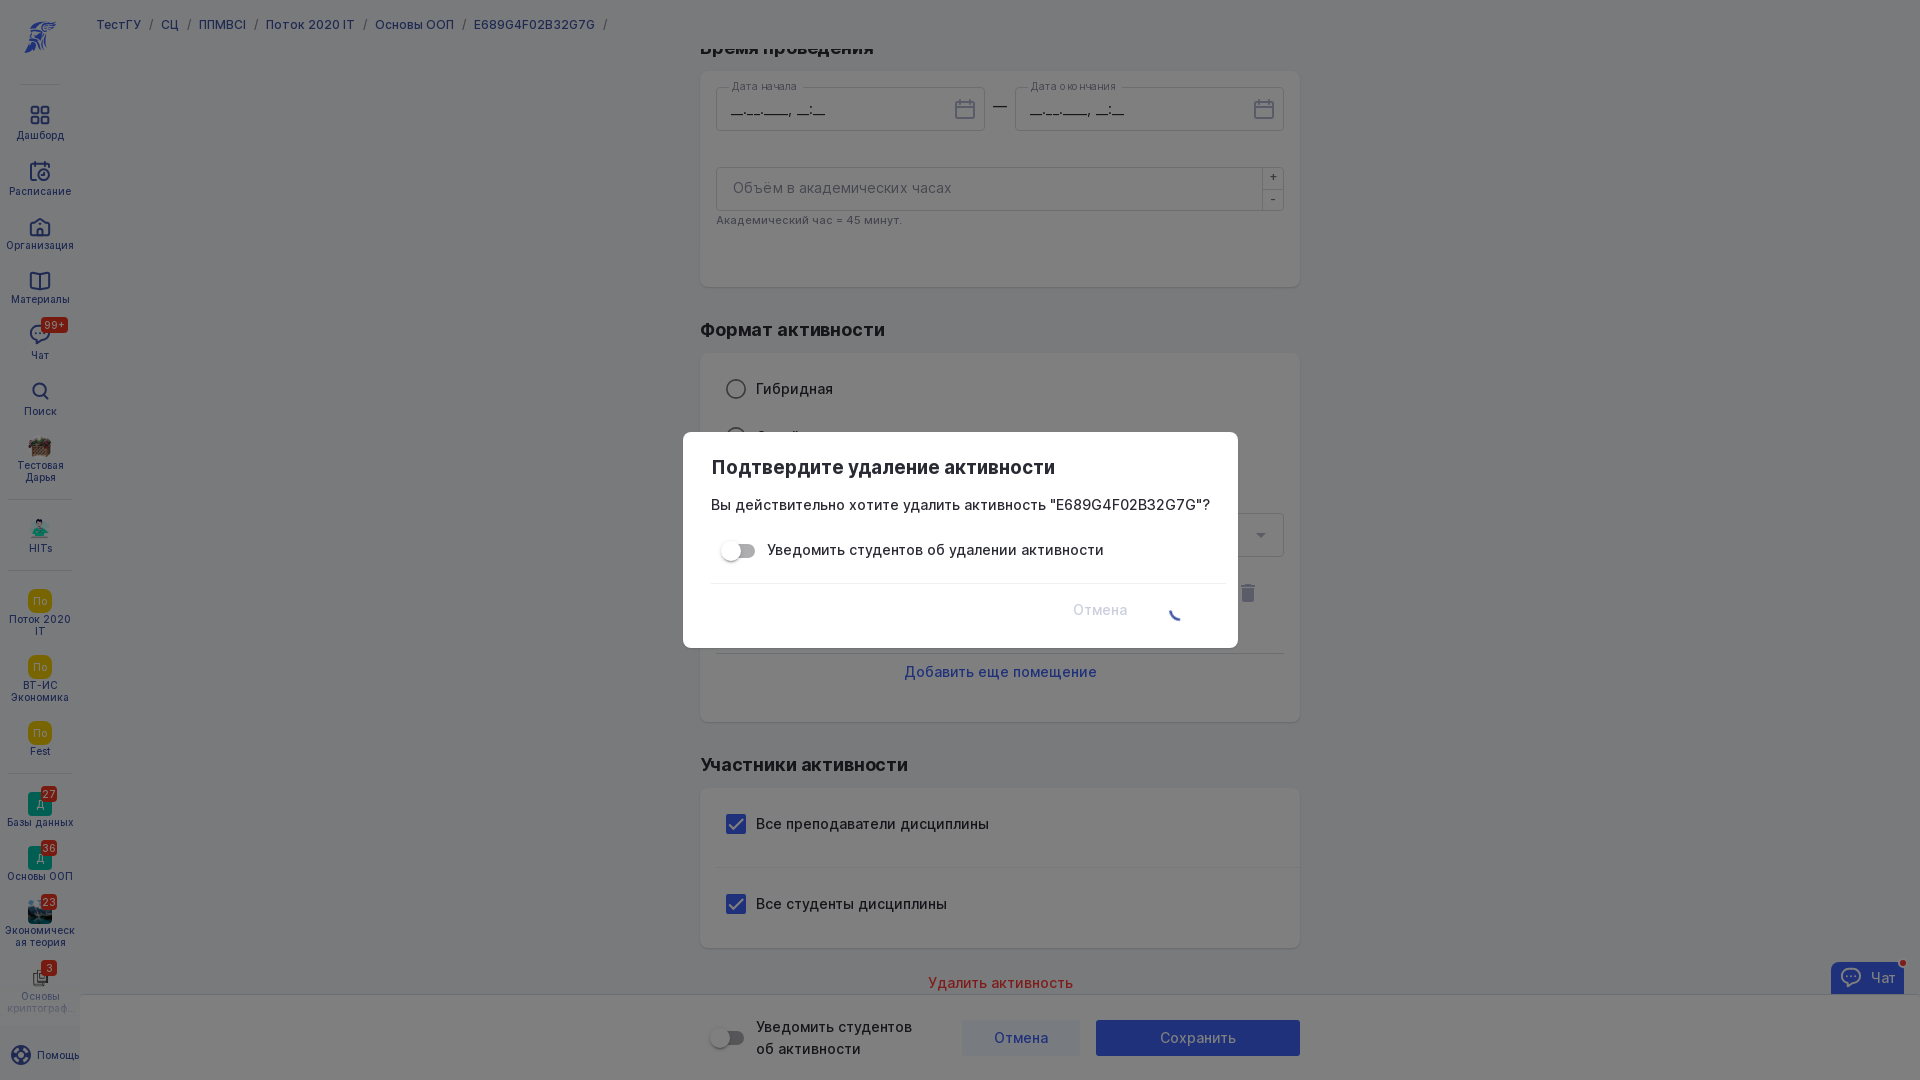 ТестГУ / СЦ / ППМВCI / Поток 2020 IT / Основы ООП / E689G4F02B32G7G /
Дашборд
Расписание
Организация
Материалы
99+
Чат
Поиск
Тестовая
Дарья
HITs
По
Поток 2020
IT
По
ВТ-ИС
Экономика
По
Fest
27
Д
Базы данных
36
Д
Основы ООП
23
Экономическ
ая теория
3
Основы
криптограф...
Помощь
Время проведения
Дата начала
__.__.____, __:__
—
Дата окончания
__.__.____, __:__
Объём в академических часах
+
-
Академический час = 45 минут.
Формат активности
Гибридная
Подтвердите удаление активности
Вы действительно хотите удалить активность "E689G4F02B32G7G"?
Уведомить студентов об удалении активности
Отмена
Добавить еще помещение
Участники активности
Все преподаватели дисциплины
Все студенты дисциплины
Удалить активность
Уведомить студентов
об активности
Отмена
Сохранить
Чат